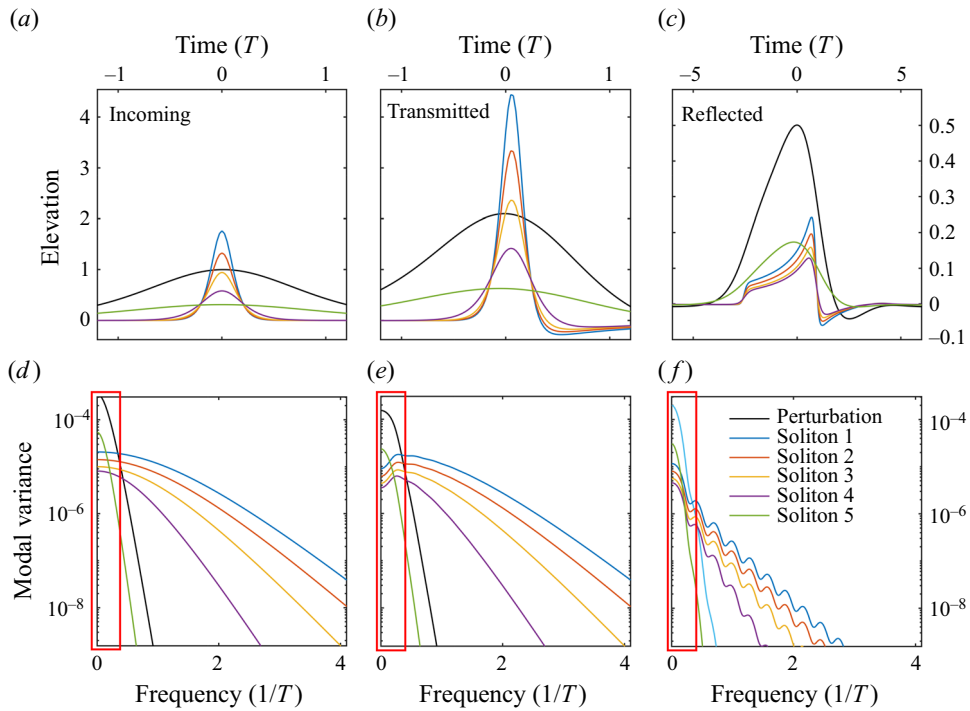 (a)
(b)
(c)
Time (T)
Time (T)
Time (T)
–1 0 1
–1 0 1
–5 0 5
Incoming
Transmitted
Reflected
Elevation
4
3
2
1
0
0.5
0.4
0.3
0.2
0.1
0
–0.1
(d)
(e)
(f)
Modal variance
10–4
10–6
10–8
10–4
10–6
10–8
Perturbation
Soliton 1
Soliton 2
Soliton 3
Soliton 4
Soliton 5
0 2 4
0 2 4
0 2 4
Frequency (1/T)
Frequency (1/T)
Frequency (1/T)